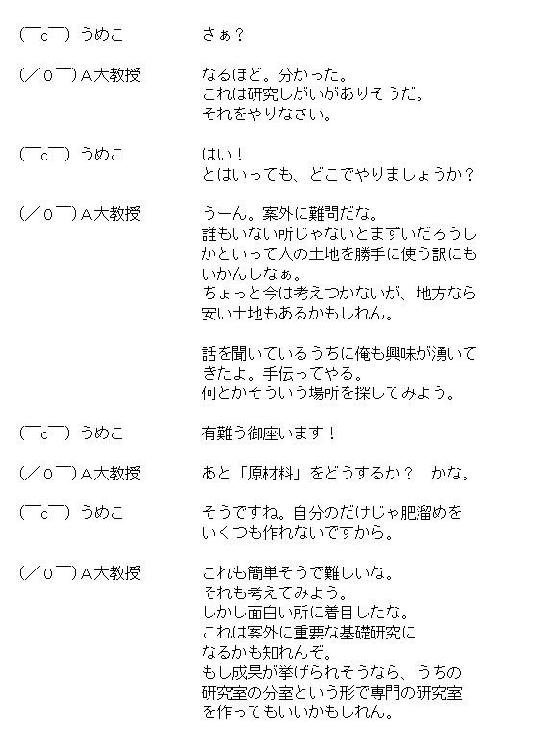 (￣c￣) うめこ　さぁ？
(／０￣)Ａ大教授　なるほど。分かった。
これは研究しがいがありそうだ。
それをやりなさい。
(￣c￣) うめこ　はい！
とはいっても、どこでやりましょうか？
(／０￣)Ａ大教授　うーん。案外に難問だな。
誰もいない所じゃないとまずいだろうし
かといって人の土地を勝手に使う訳にも
いかんしなぁ。
ちょっと今は考えつかないが、地方なら
安い土地もあるかもしれん。
話を聞いているうちに俺も興味が湧いて
きたよ。手伝ってやる。
何とかそういう場所を探してみよう。
(￣c￣) うめこ　有難う御座います！
(／０￣)Ａ大教授　あと「原材料」をどうするか？　かな。
(￣c￣) うめこ　そうですね。自分のだけじゃ肥溜めを
いくつも作れないですから。
(／０￣)Ａ大教授　これも簡単そうで難しいな。
それも考えてみよう。
しかし面白い所に着目したな。
これは案外に重要な基礎研究に
なるかも知れんぞ。
もし成果が挙げられそうなら、うちの
研究室の分室という形で専門の研究室
を作ってもいいかもしれん。